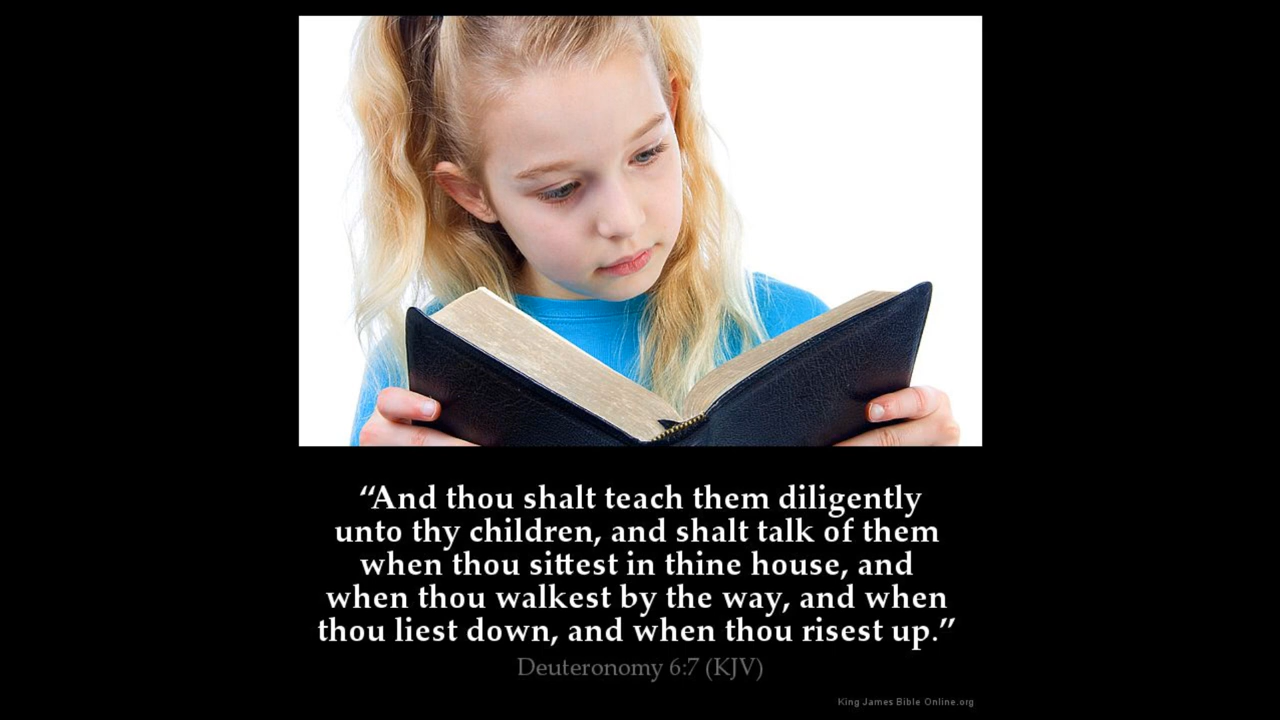 “And thou shalt teach them diligently
unto thy children, and shalt talk of them
when thou sittest in thine house, and
when thou walkest by the way, and when
thou liest down, and when thou risest up.”
Deuteronomy 6:7 (KJV)
King James Bible Online.org